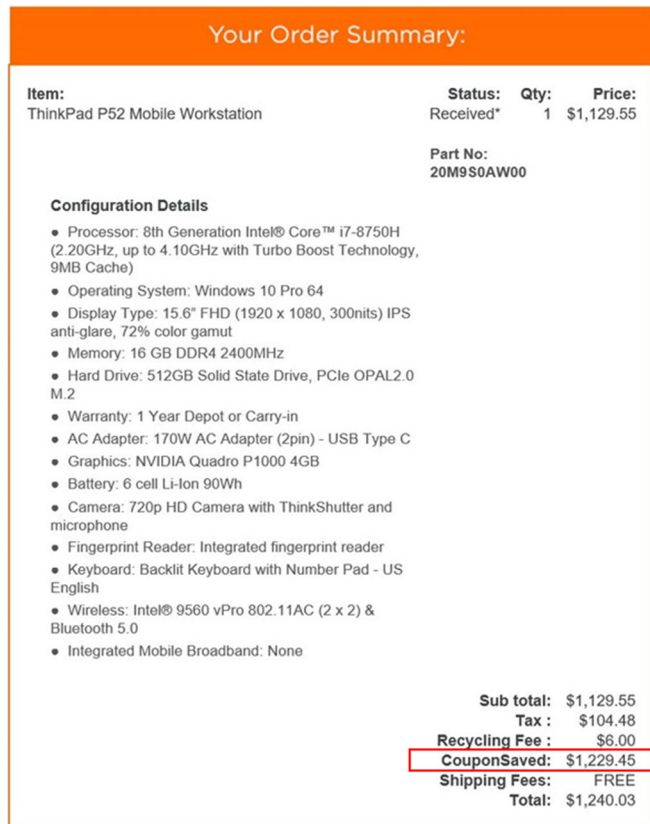 Your Order Summary:
Item: Status: Qty: Price:
ThinkPad P52 Mobile Workstation Received* 1 $1,129.55
Part No:
20M9S0AW00
Configuration Details
● Processor: 8th Generation Intel® Core™ i7-8750H
(2.20GHz, up to 4.10GHz with Turbo Boost Technology,
9MB Cache)
● Operating System: Windows 10 Pro 64
● Display Type: 15.6" FHD (1920 x 1080, 300nits) IPS
anti-glare, 72% color gamut
● Memory: 16 GB DDR4 2400MHz
● Hard Drive: 512GB Solid State Drive, PCIe OPAL2.0
M.2
● Warranty: 1 Year Depot or Carry-in
● AC Adapter: 170W AC Adapter (2pin) - USB Type C
● Graphics: NVIDIA Quadro P1000 4GB
● Battery: 6 cell Li-Ion 90Wh
● Camera: 720p HD Camera with ThinkShutter and
microphone
● Fingerprint Reader: Integrated fingerprint reader
● Keyboard: Backlit Keyboard with Number Pad - US
English
● Wireless: Intel® 9560 vPro 802.11AC (2 x 2) &
Bluetooth 5.0
● Integrated Mobile Broadband: None
Sub total: $1,129.55
Tax : $104.48
Recycling Fee : $6.00
CouponSaved: $1,229.45
Shipping Fees: FREE
Total: $1,240.03